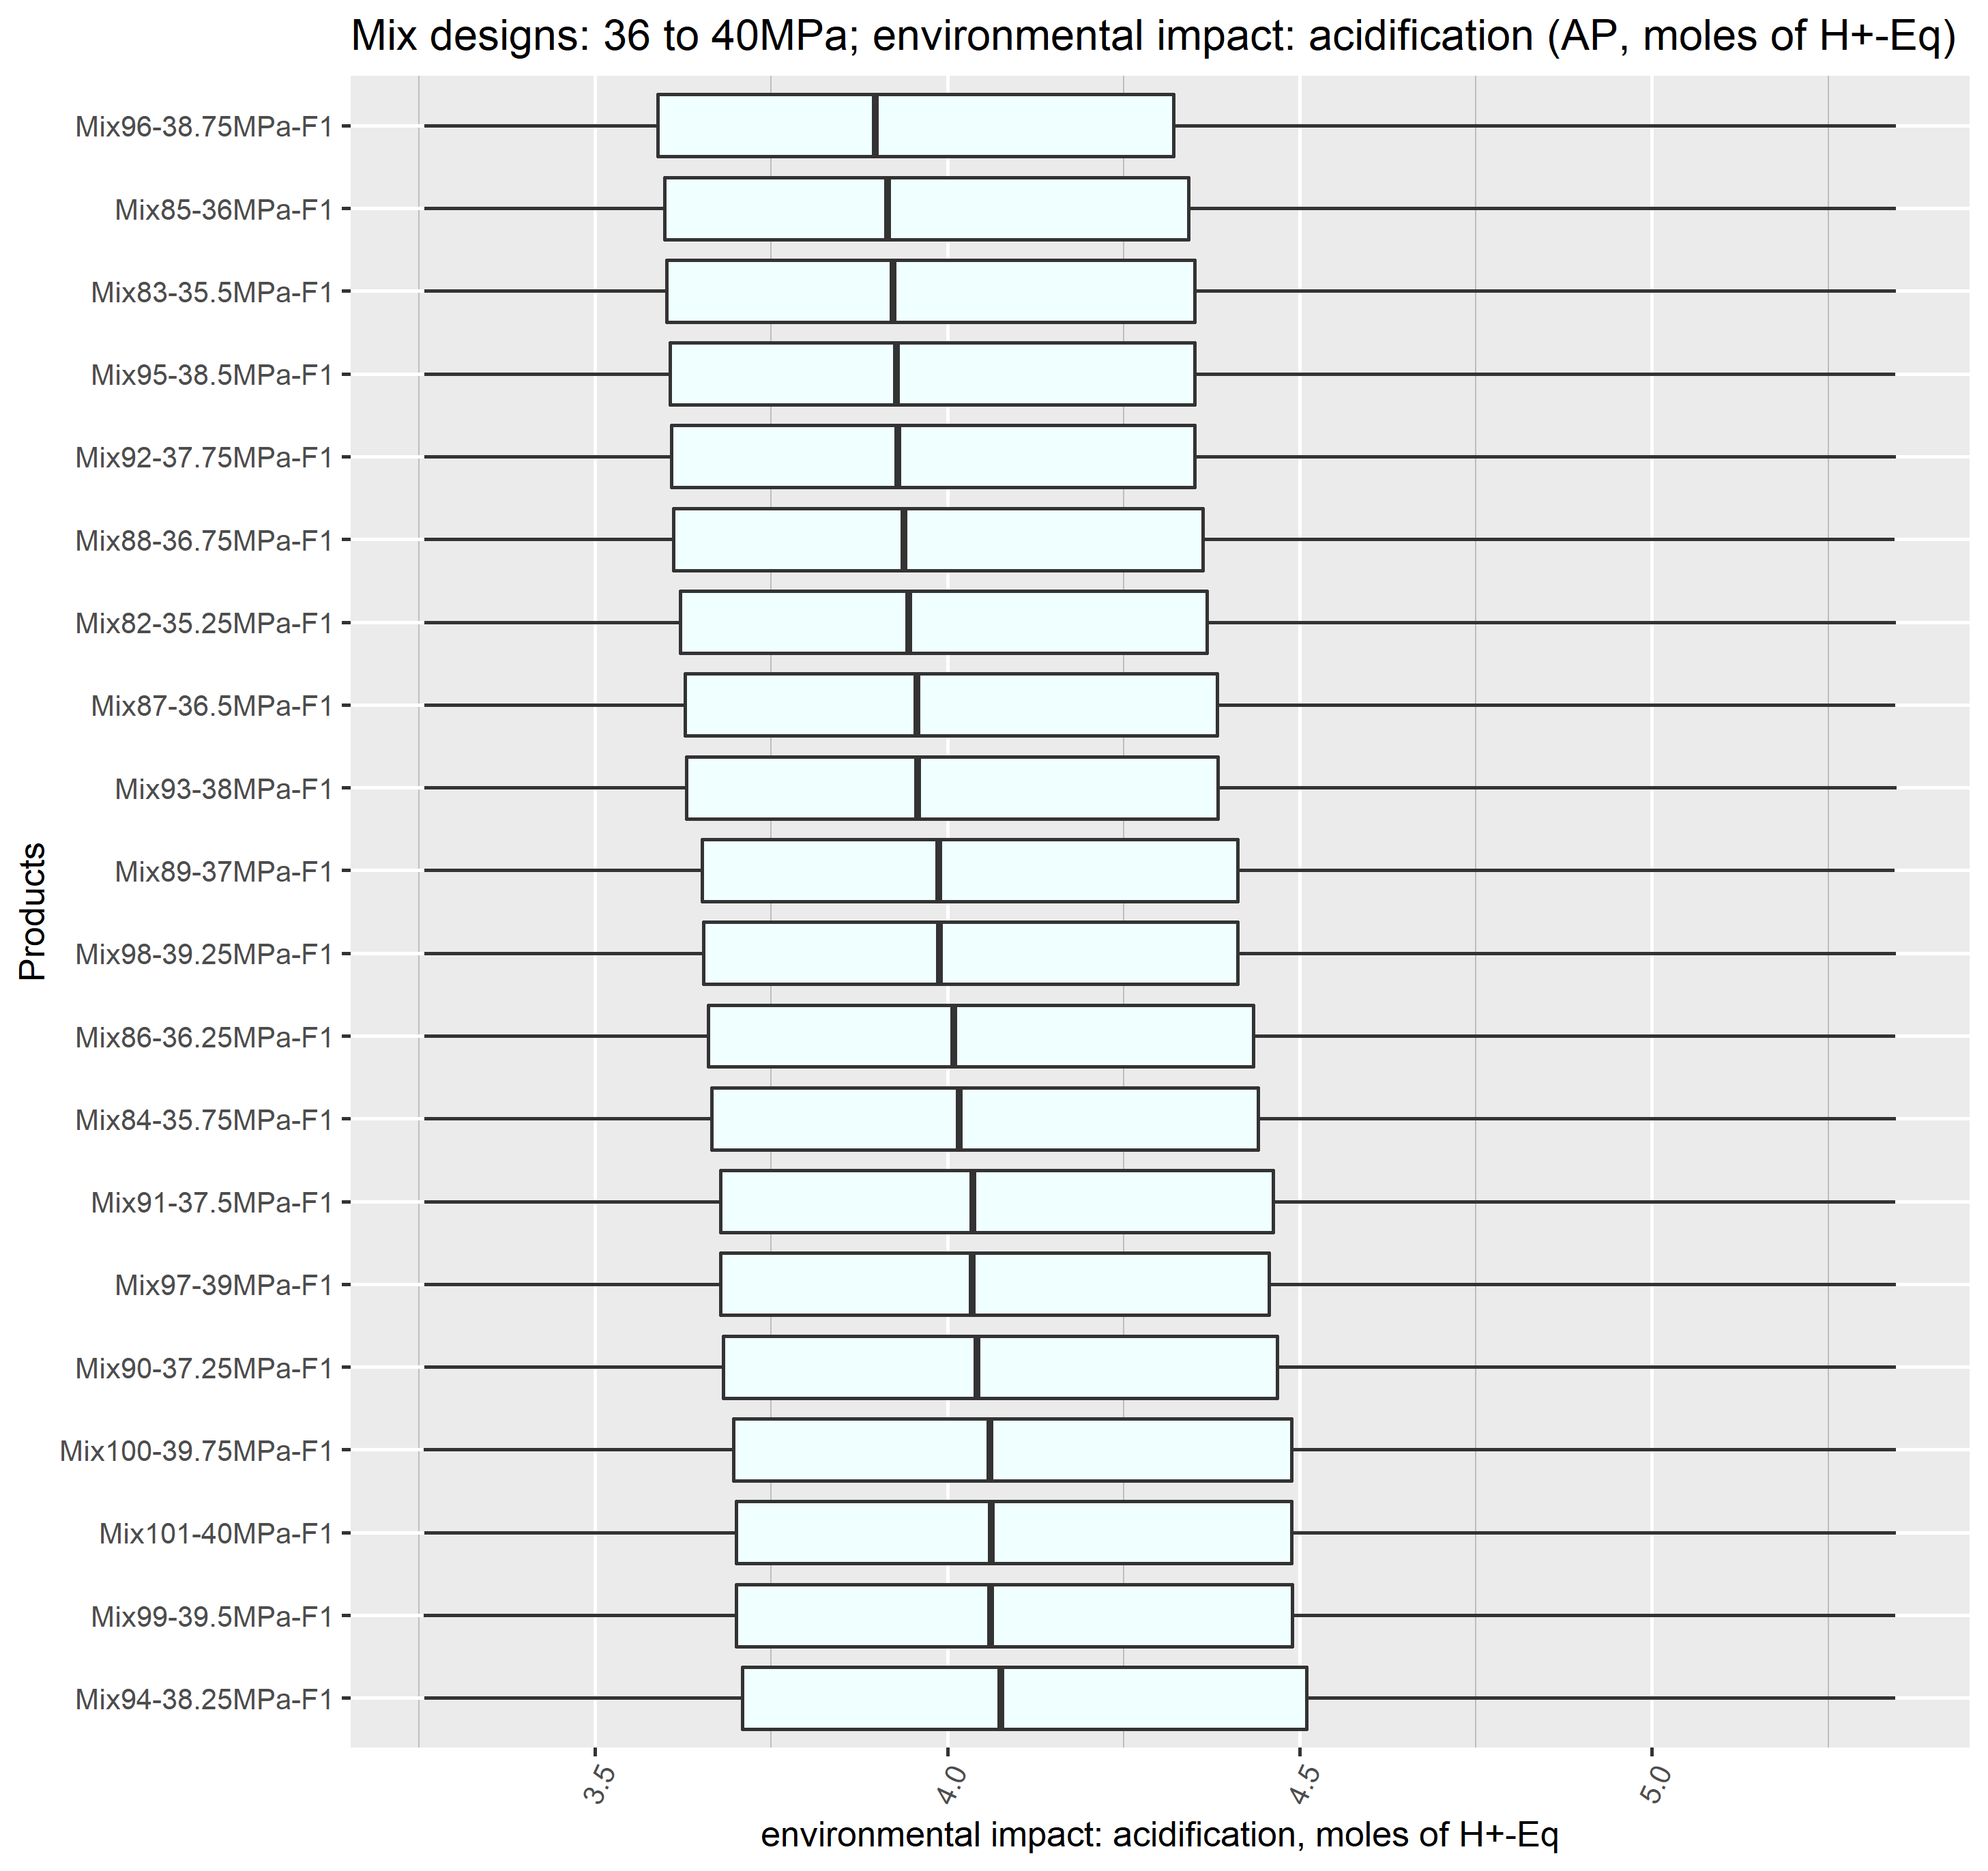 Mix designs: 36 to 40MPa; environmental impact: acidification (AP, moles of H+-Eq)
Products
Mix96-38.75MPa-F1
Mix85-36MPa-F1
Mix83-35.5MPa-F1
Mix95-38.5MPa-F1
Mix92-37.75MPa-F1
Mix88-36.75MPa-F1
Mix82-35.25MPa-F1
Mix87-36.5MPa-F1
Mix93-38MPa-F1
Mix89-37MPa-F1
Mix98-39.25MPa-F1
Mix86-36.25MPa-F1
Mix84-35.75MPa-F1
Mix91-37.5MPa-F1
Mix97-39MPa-F1
Mix90-37.25MPa-F1
Mix100-39.75MPa-F1
Mix101-40MPa-F1
Mix99-39.5MPa-F1
Mix94-38.25MPa-F1
3.5 4.0 4.5 5.0
environmental impact: acidification, moles of H+-Eq